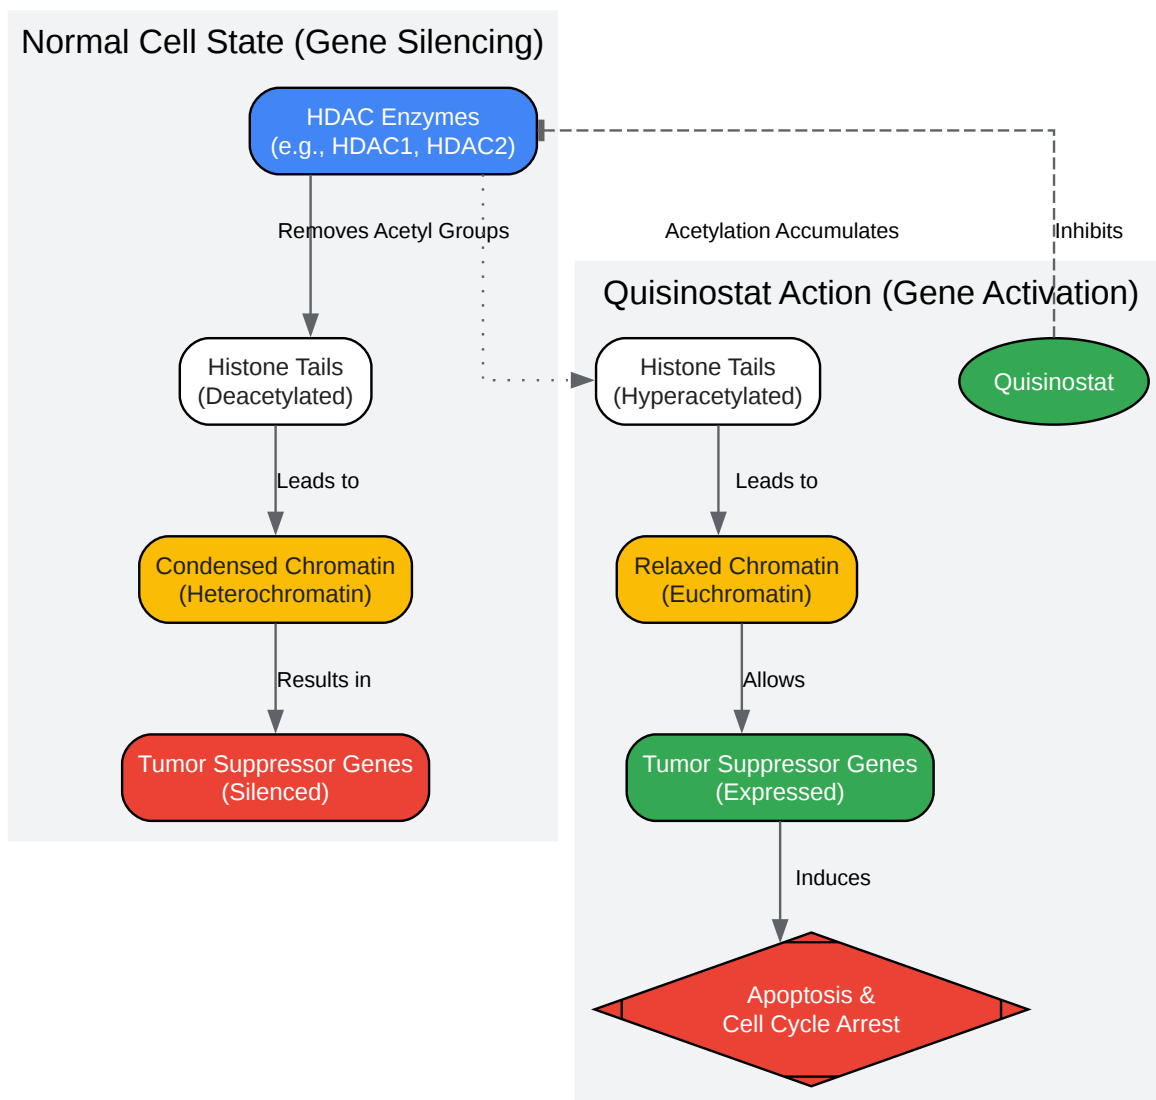 Normal Cell State (Gene Silencing)
HDAC Enzymes
(e.g., HDAC1, HDAC2)
Removes Acetyl Groups
Acetylation Accumulates
Inhibits
Quisinostat Action (Gene Activation)
Histone Tails
(Deacetylated)
Histone Tails
(Hyperacetylated)
Quisinostat
Leads to
Leads to
Condensed Chromatin
(Heterochromatin)
Relaxed Chromatin
(Euchromatin)
Results in
Allows
Tumor Suppressor Genes
(Silenced)
Tumor Suppressor Genes
(Expressed)
Induces
Apoptosis &
Cell Cycle Arrest